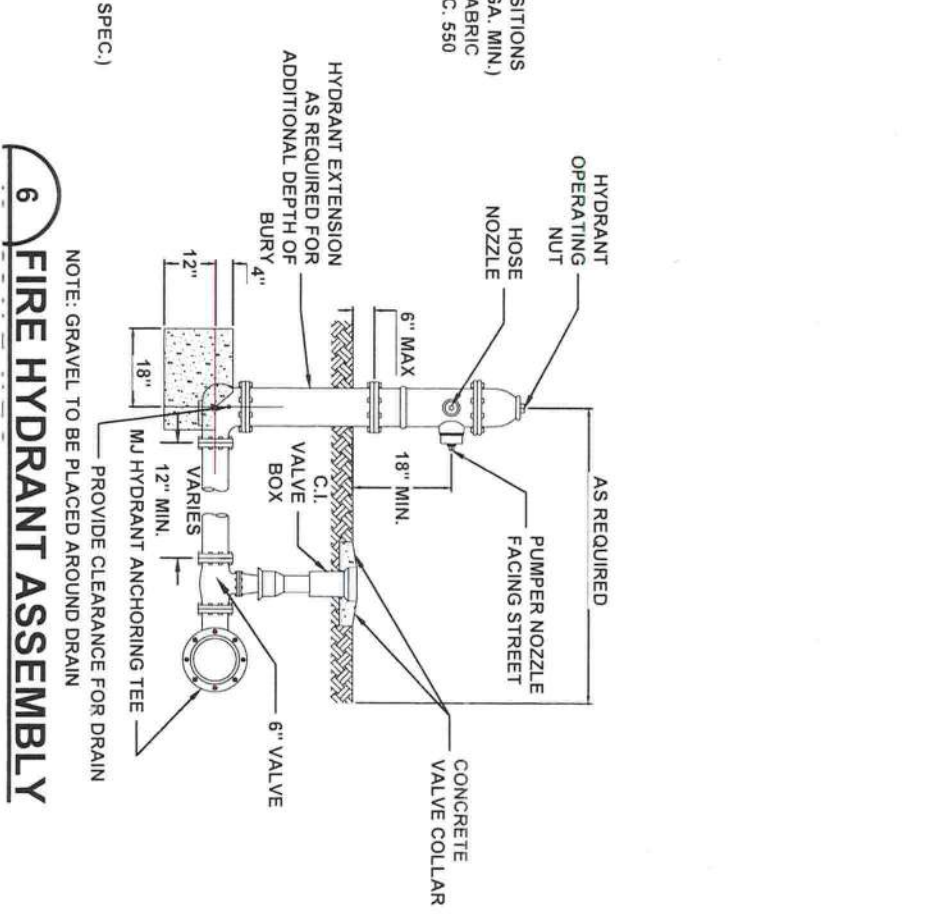 SITIONS
GA. MIN.)
ABRIC
C. 550
SPEC.)
HYDRANT
OPERATING
NUT
HOSE
NOZZLE
HYDRANT EXTENSION
AS REQUIRED FOR
ADDITIONAL DEPTH OF
BURY
AS REQUIRED
PUMPER NOZZLE
FACING STREET
6" MAX
18" MIN.
CONCRETE
VALVE COLLAR
C.I.
VALVE
BOX
4"
12"
18"
VARIES
12" MIN.
6" VALVE
MJ HYDRANT ANCHORING TEE
PROVIDE CLEARANCE FOR DRAIN
NOTE: GRAVEL TO BE PLACED AROUND DRAIN
6
FIRE HYDRANT ASSEMBLY